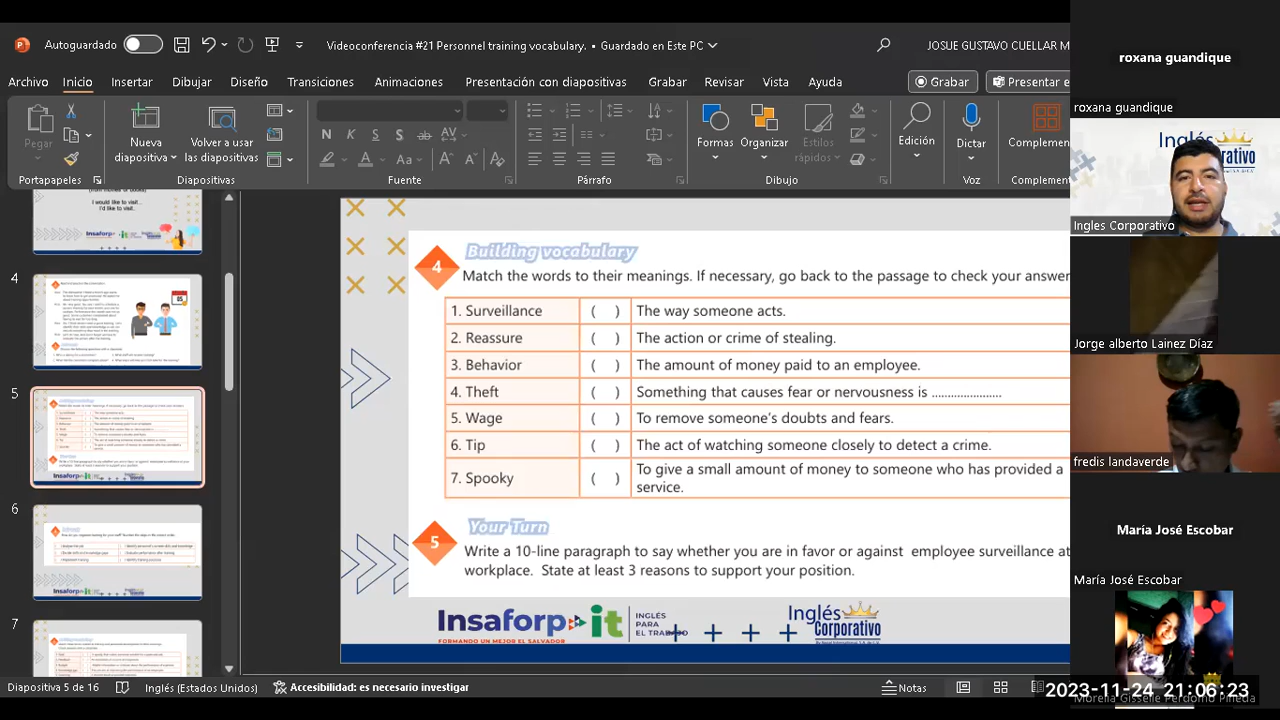 Autoguardado
Videoconferencia #21 Personnel training vocabulary. • Guardado en Este PC
JOSUE GUSTAVO CUELLAR M
Archivo Inicio Insertar Dibujar Diseño Transiciones Animaciones Presentación con diapositivas Grabar Revisar Vista Ayuda
Grabar
Presentar e
Pegar
Nueva diapositiva
Volver a usar las diapositivas
Formas
Organizar
Estilos rápidos
Edición
Dictar
Complemen
Portapapeles
Diapositivas
Fuente
Párrafo
Dibujo
Voz
Complement
I would like to visit...
I'd like to visit.
4
5
6
7
Building vocabulary
4
Match the words to their meanings. If necessary, go back to the passage to check your answer
1. Surveillance ( ) The way someone acts.
2. Reassure ( ) The action or crime of stealing.
3. Behavior ( ) The amount of money paid to an employee.
4. Theft ( ) Something that cause fear or nervousness is .....................
5. Wage ( ) To remove someone's doubts and fears.
6. Tip ( ) The act of watching someone closely to detect a crime.
7. Spooky ( ) To give a small amount of money to someone who has provided a
service.
Your Turn
5
Write a 10-line paragraph to say whether you are in favor or against employee surveillance at
workplace. State at least 3 reasons to support your position.
Insaforp it
FORMANDO UN MEJOR EL SALVADOR
INGLÉS
PARA
EL TRABAJO
Inglés
Corporativo
Diapositiva 5 de 16
Inglés (Estados Unidos)
Accesibilidad: es necesario investigar
Notas
roxana guandique
roxana guandique
Inglés
Corporativo
Ingles Corporativo
Jorge alberto Lainez Díaz
fredis landaverde
María José Escobar
María José Escobar
2023-11-24 21:06:23
Morella Gisselle Perdomo Pineda